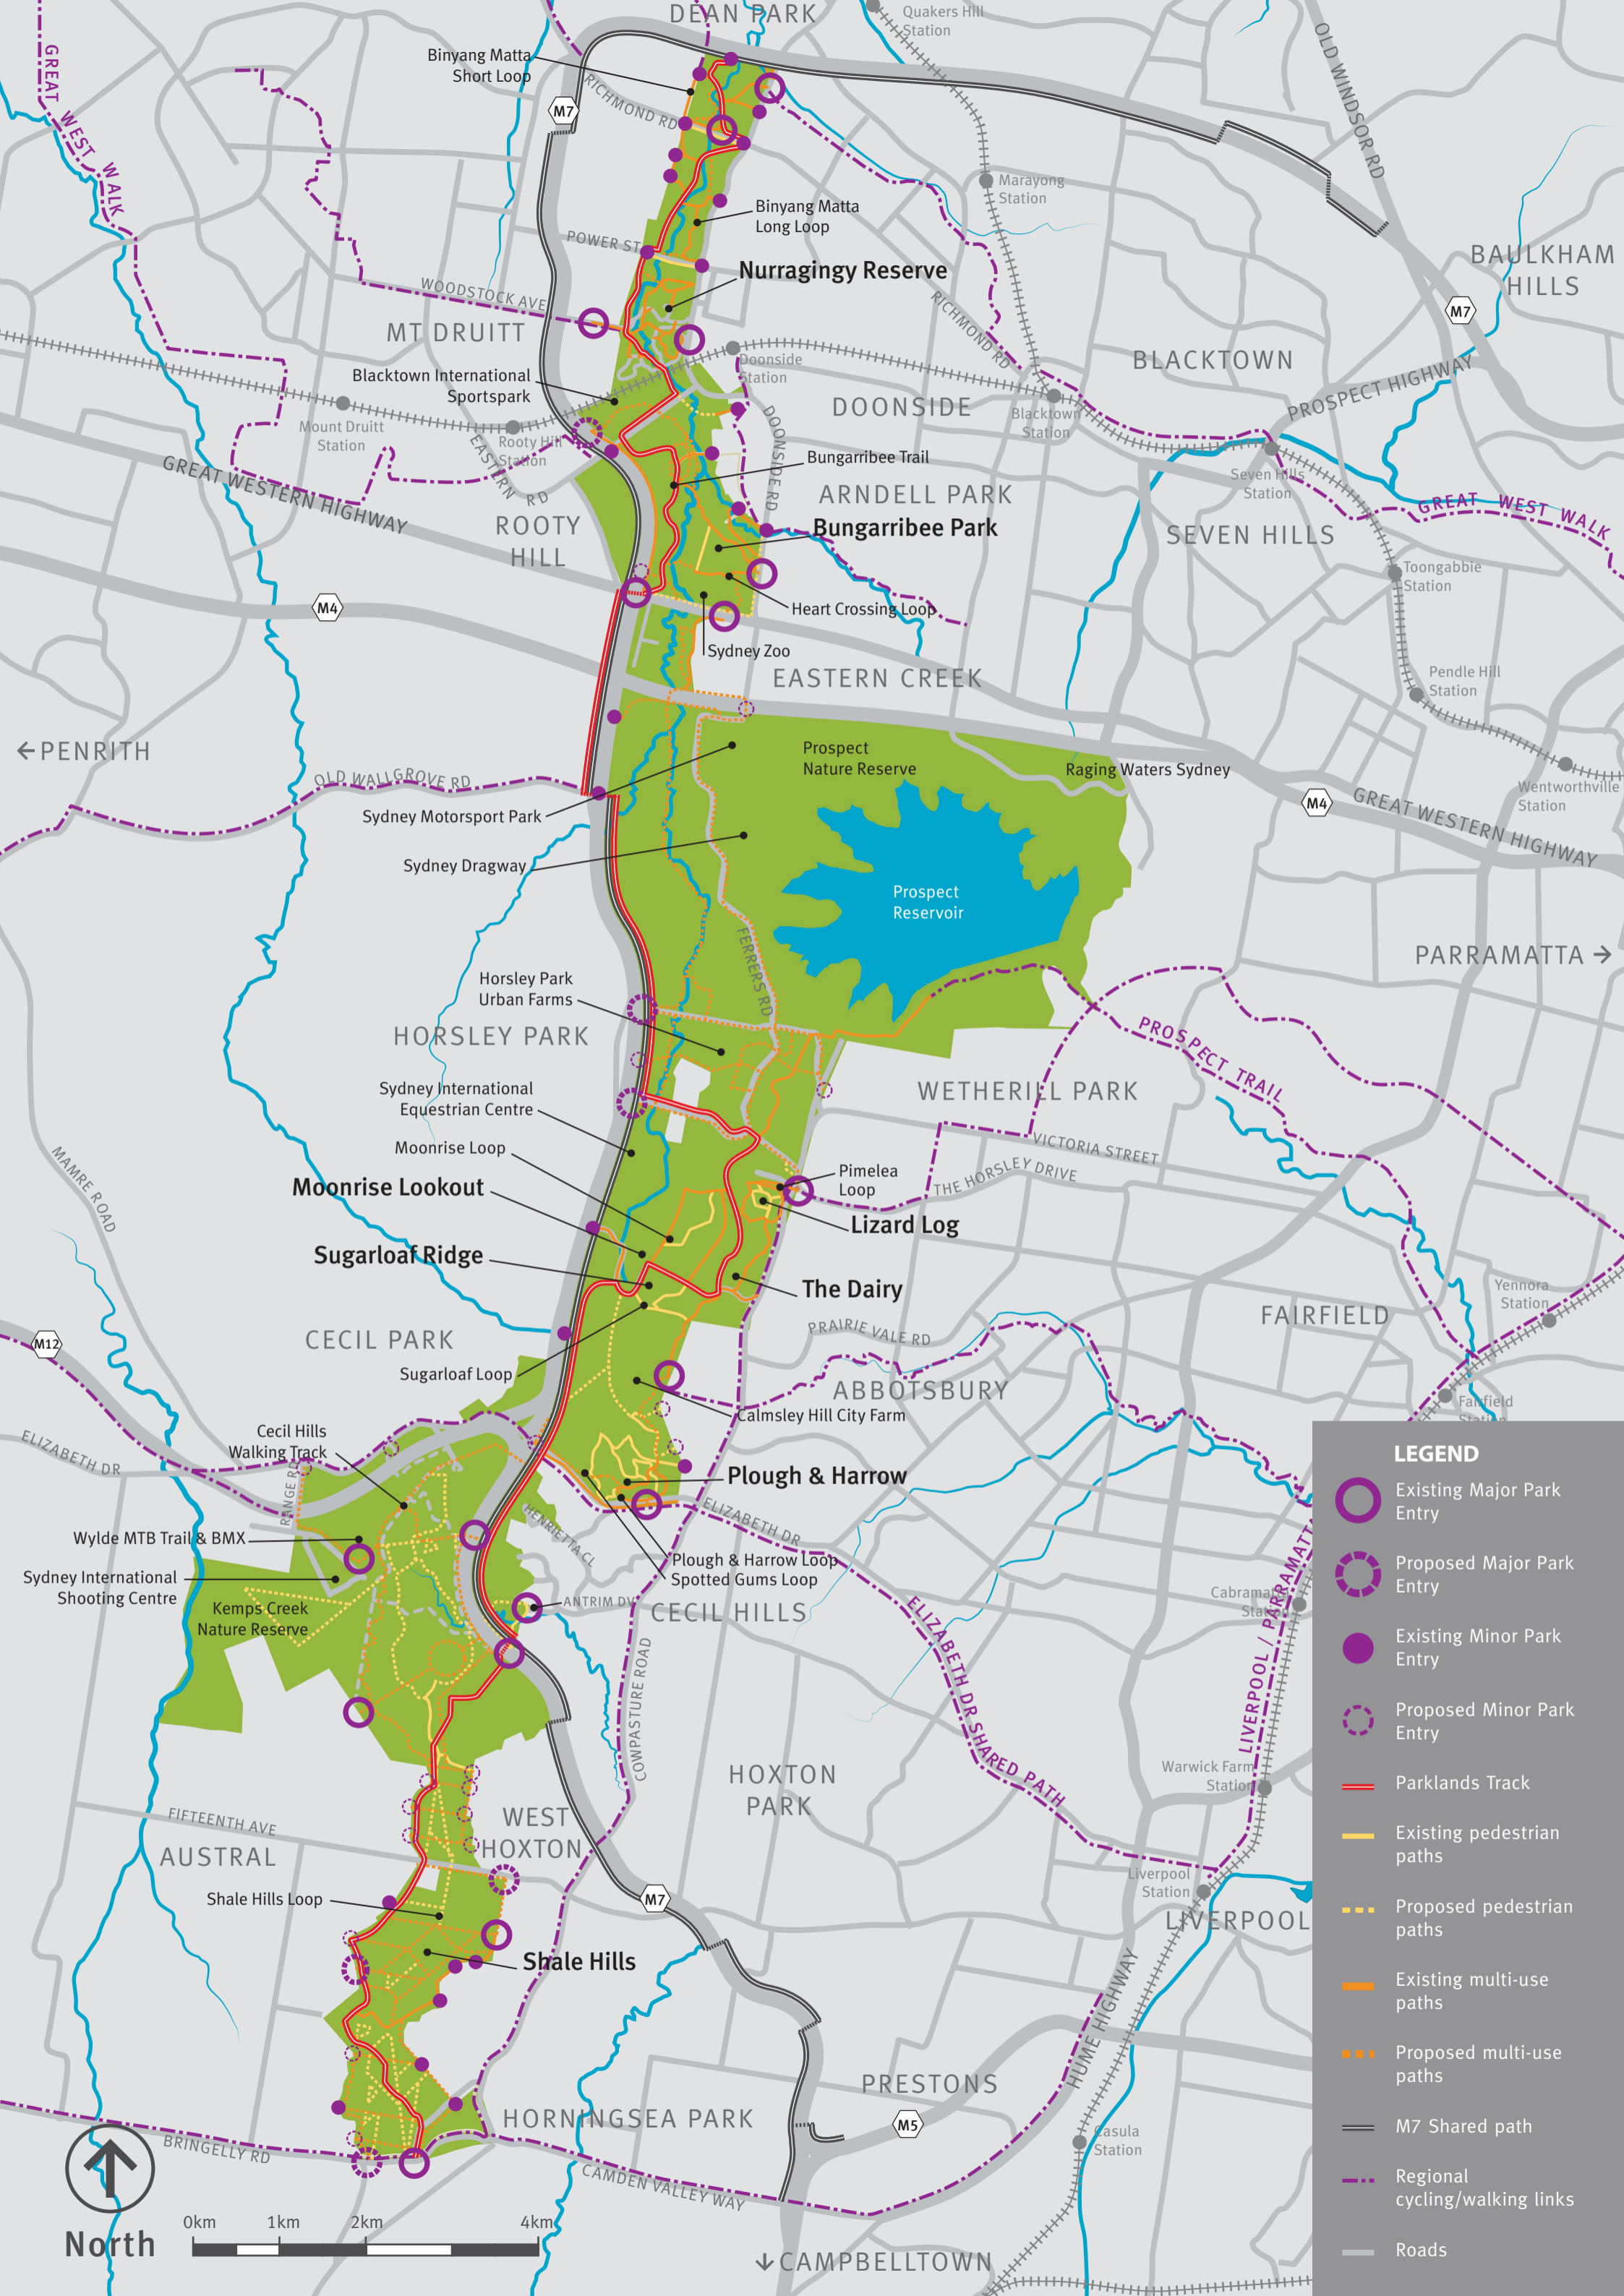 DEAN PARK
Quakers Hill
Station
Binyang Matta
Short Loop
GREAT WEST WALK
M7
RICHMOND RD
OLD WINDSOR RD
Marayong
Station
Binyang Matta
Long Loop
POWER ST
BAULKHAM
HILLS
Nurragingy Reserve
WOODSTOCK AVE
RICHMOND RD
M7
MT DRUITT
Doonside
Station
BLACKTOWN
Blacktown International
Sportspark
PROSPECT HIGHWAY
DOONSIDE
Blacktown
Station
Mount Druitt
Station
Rooty Hill
Station
DOONSIDE RD
EASTERN RD
Bungarribee Trail
GREAT WESTERN HIGHWAY
Seven Hills
Station
ARNDELL PARK
GREAT WEST WALK
ROOTY
HILL
Bungarribee Park
SEVEN HILLS
Toongabbie
Station
M4
Heart Crossing Loop
Sydney Zoo
EASTERN CREEK
Pendle Hill
Station
PENRITH
Prospect
Nature Reserve
Raging Waters Sydney
OLD WALLGROVE RD
Wentworthville
Station
M4
GREAT WESTERN HIGHWAY
Sydney Motorsport Park
Sydney Dragway
Prospect
Reservoir
FERRERS RD
PARRAMATTA
Horsley Park
Urban Farms
HORSLEY PARK
PROSPECT TRAIL
Sydney International
Equestrian Centre
WETHERILL PARK
Moonrise Loop
VICTORIA STREET
MAMRE ROAD
Pimelea
Loop
THE HORSLEY DRIVE
Moonrise Lookout
Lizard Log
Sugarloaf Ridge
The Dairy
Yennora
Station
FAIRFIELD
M12
CECIL PARK
PRAIRIE VALE RD
Sugarloaf Loop
ABBOTSBURY
Fairfield
Station
Calmsley Hill City Farm
Cecil Hills
Walking Track
ELIZABETH DR
RANGE RD
Plough & Harrow
ELIZABETH DR
HENRIETTA CL
Wylde MTB Trail & BMX
Plough & Harrow Loop
Spotted Gums Loop
Sydney International
Shooting Centre
ANTRIM DV
CECIL HILLS
Kemps Creek
Nature Reserve
ELIZABETH DR SHARED PATH
COWPASTURE ROAD
LIVERPOOL / PARRAMATTA
Cabramatta
Station
Warwick Farm
Station
HOXTON
PARK
WEST
HOXTON
FIFTEENTH AVE
AUSTRAL
Liverpool
Station
Shale Hills Loop
M7
LIVERPOOL
Shale Hills
HUME HIGHWAY
PRESTONS
HORNINGSEA PARK
M5
Casula
Station
BRINGELLY RD
CAMDEN VALLEY WAY
North
0km
1km
2km
4km
CAMPBELLTOWN
LEGEND
Existing Major Park
Entry
Proposed Major Park
Entry
Existing Minor Park
Entry
Proposed Minor Park
Entry
Parklands Track
Existing pedestrian
paths
Proposed pedestrian
paths
Existing multi-use
paths
Proposed multi-use
paths
M7 Shared path
Regional
cycling/walking links
Roads